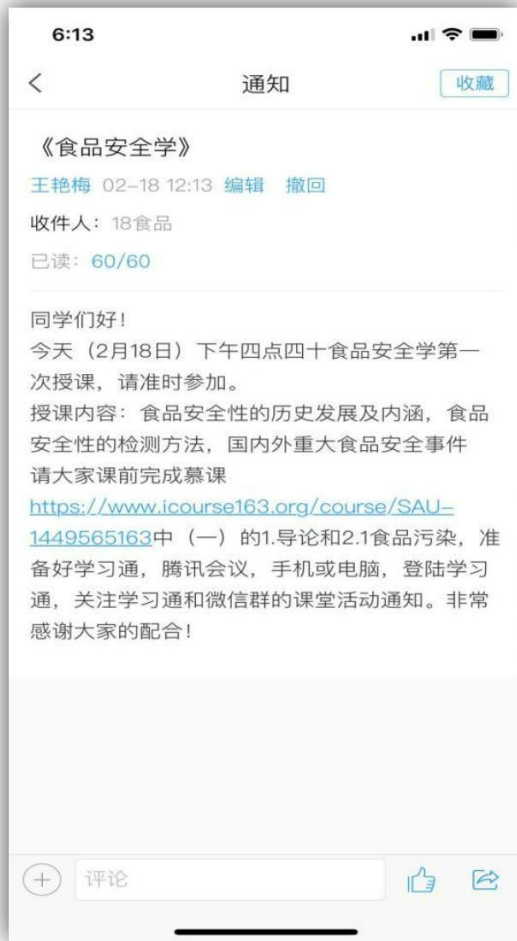 6:13
通知
收藏
《食品安全学》
王艳梅 02-18 12:13 编辑 撤回
收件人：18食品
已读：60/60
同学们好！
今天（2月18日）下午四点四十食品安全学第一
次授课，请准时参加。
授课内容：食品安全性的历史发展及内涵，食品
安全性的检测方法，国内外重大食品安全事件
请大家课前完成慕课
https://www.icourse163.org/course/SAU-
1449565163中（一）的1.导论和2.1食品污染，准
备好学习通，腾讯会议，手机或电脑，登陆学习
通，关注学习通和微信群的课堂活动通知。非常
感谢大家的配合！
评论